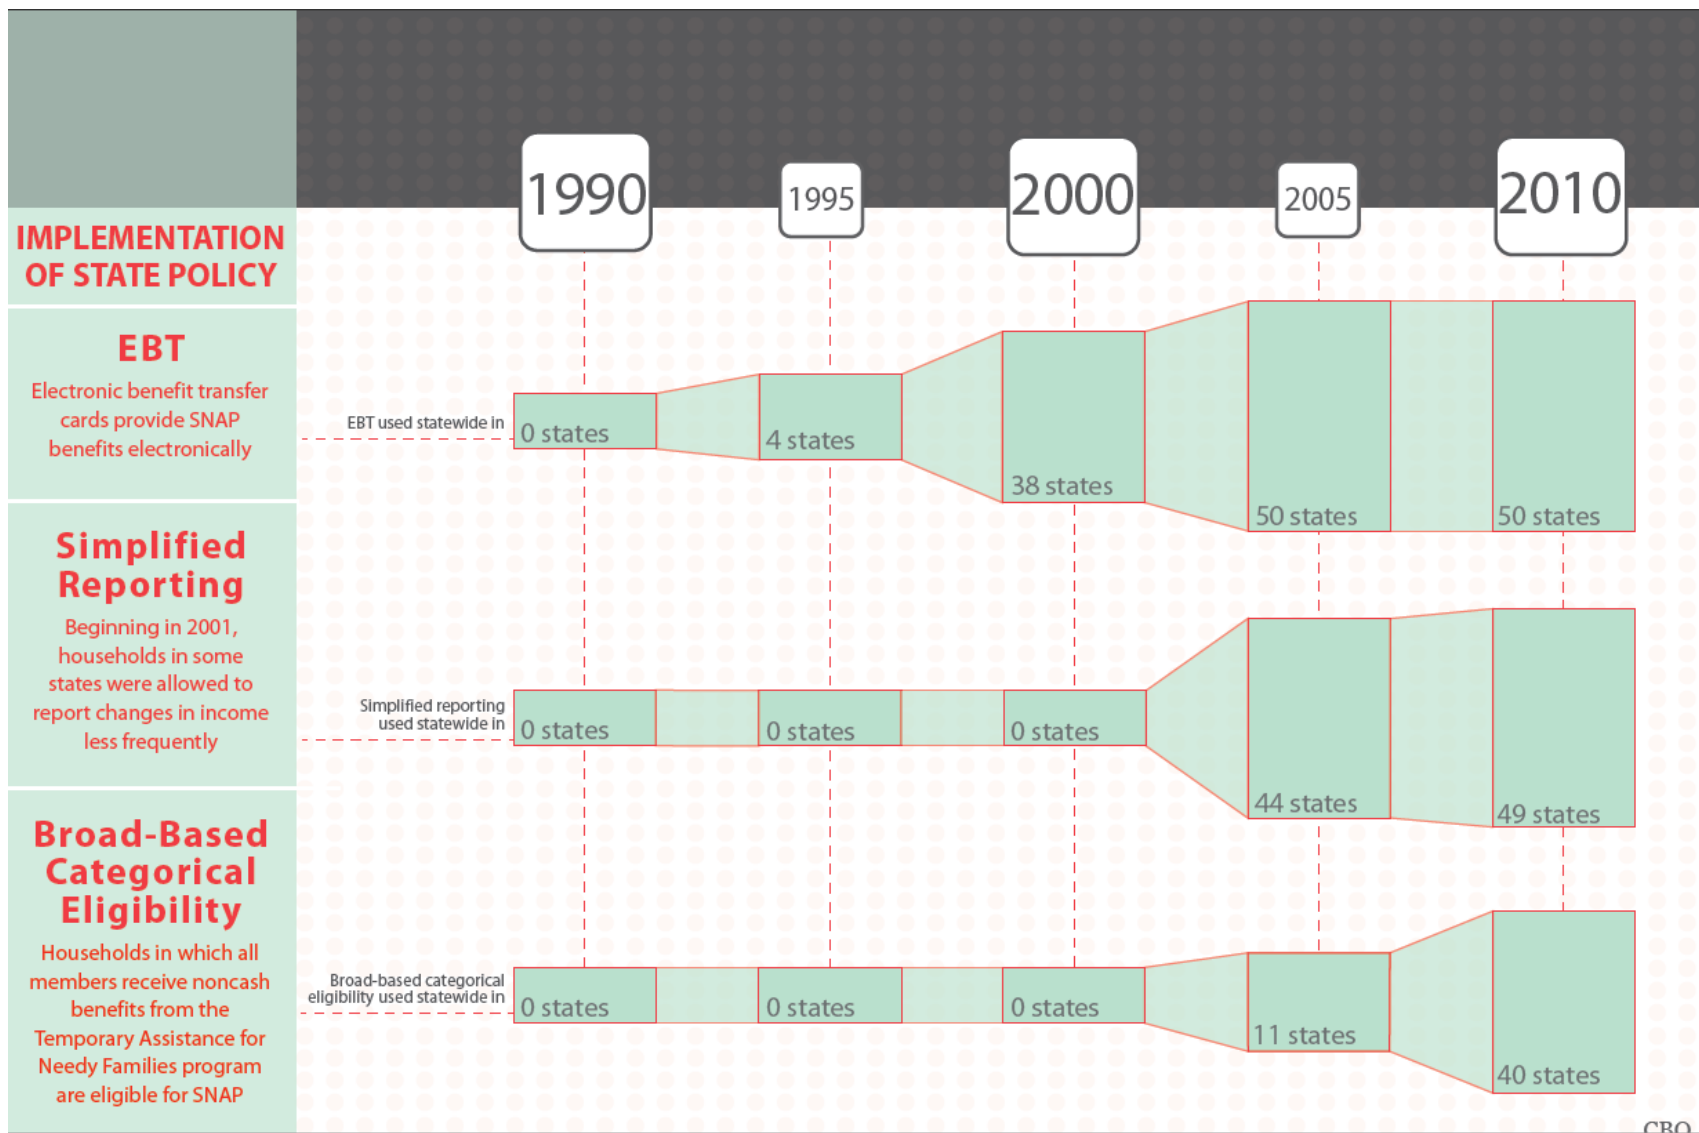 1990
1995
2000
2005
2010
IMPLEMENTATION
OF STATE POLICY
EBT
Electronic benefit transfer
cards provide SNAP
benefits electronically
EBT used statewide in
0 states
4 states
38 states
50 states
50 states
Simplified
Reporting
Beginning in 2001,
households in some
states were allowed to
report changes in income
less frequently
Simplified reporting
used statewide in
0 states
0 states
0 states
44 states
49 states
Broad-Based
Categorical
Eligibility
Households in which all
members receive noncash
benefits from the
Temporary Assistance for
Needy Families program
are eligible for SNAP
Broad-based categorical
eligibility used statewide in
0 states
0 states
0 states
11 states
40 states
CBO